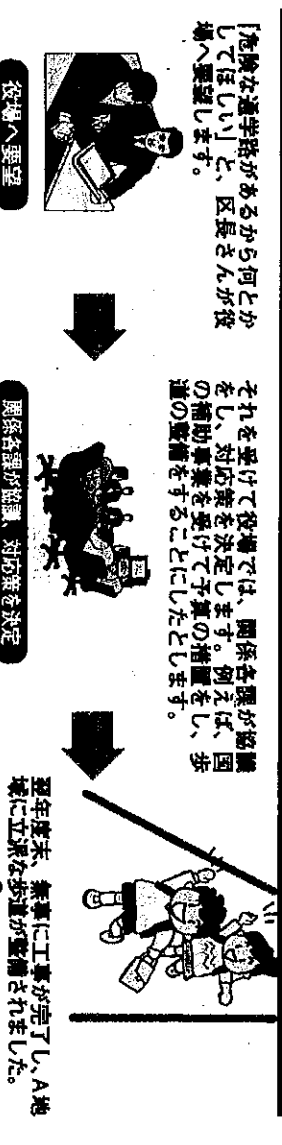 「危険な通学路があるから何とか
してほしい」と、区長さんが役
場へ要望します。
役場へ要望
それを受けて役場では、関係各課が協議
をし、対応策を決定します。例えば、国
の補助事業を受けて予算の措置をし、歩
道の整備をすることにしたとします。
関係各課が協議、対応策を決定
翌年度末、無事に工事が完了し、A地
域に立派な歩道が整備されました。